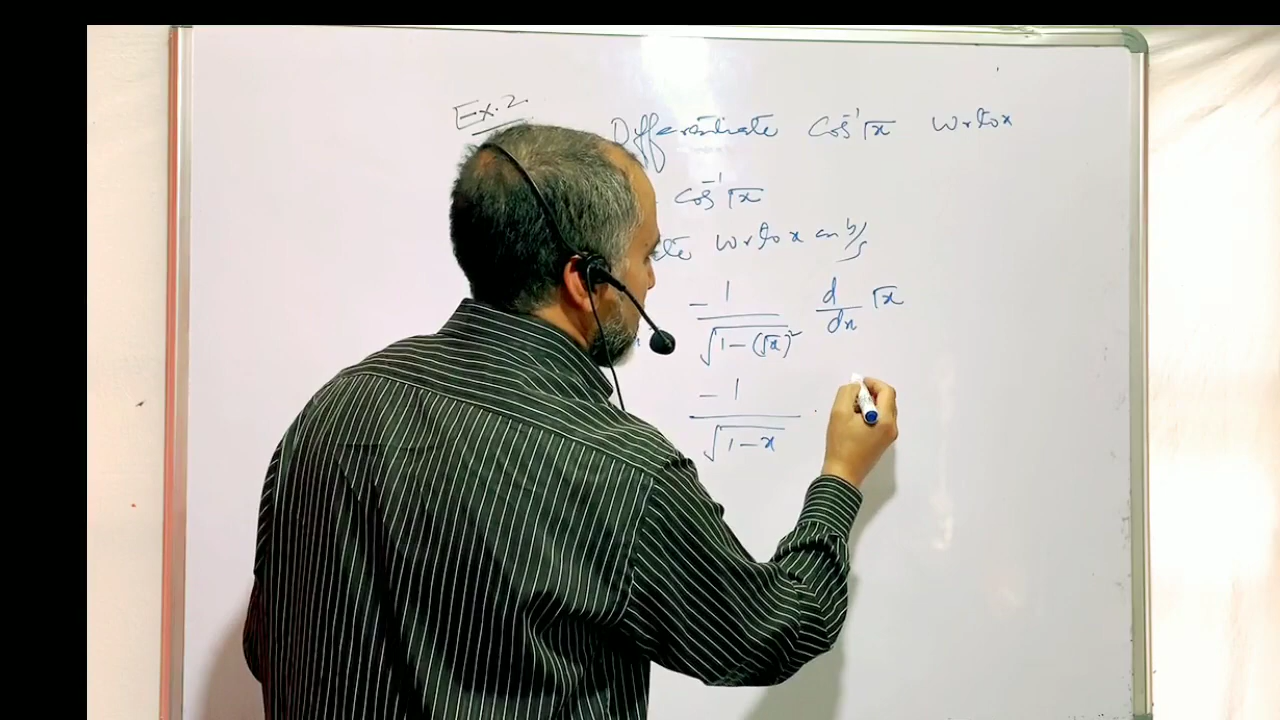 Ex. 2. Differentiate Cos⁻¹√x w r to x
Cos⁻¹√x
w r to x on b/s
-1/√(1-(√x)²) d/dx √x
-1/√(1-x) .